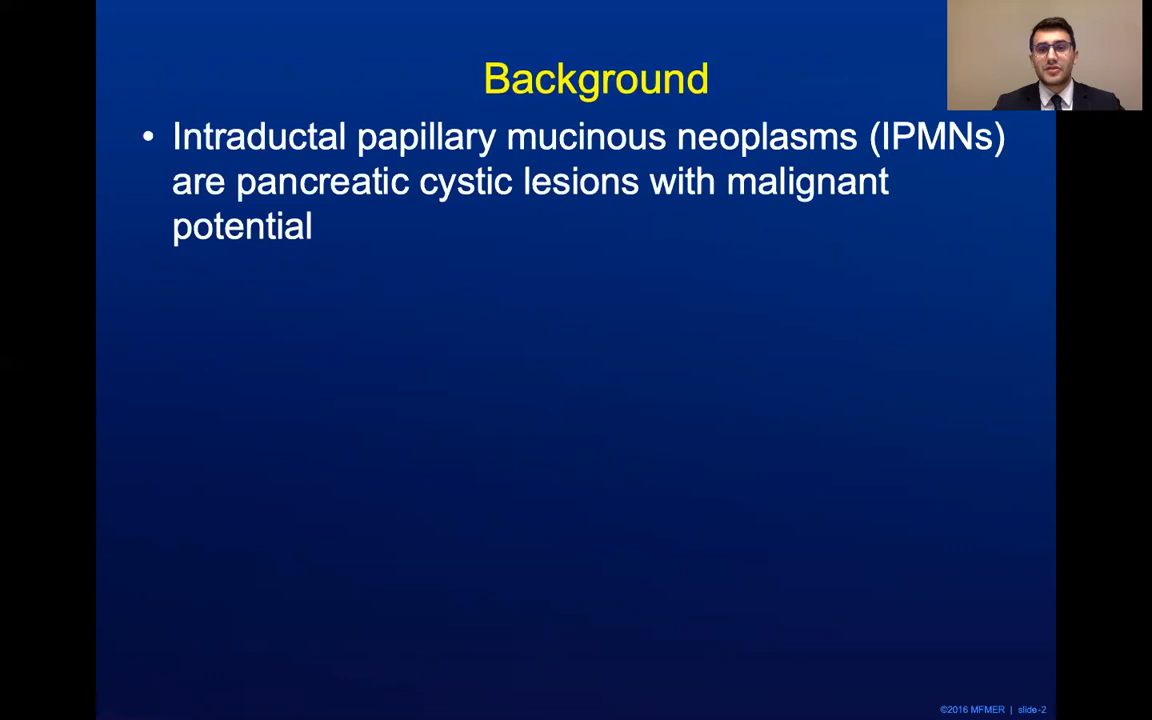 Background
• Intraductal papillary mucinous neoplasms (IPMNs)
are pancreatic cystic lesions with malignant
potential
©2016 MFMER | slide-2